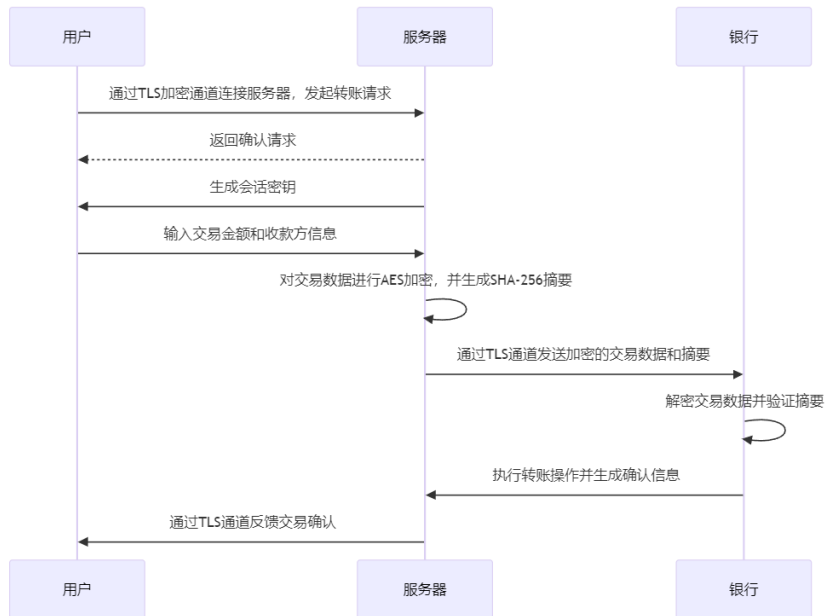 用户
服务器
银行
通过TLS加密通道连接服务器，发起转账请求
返回确认请求
生成会话密钥
输入交易金额和收款方信息
对交易数据进行AES加密，并生成SHA-256摘要
通过TLS通道发送加密的交易数据和摘要
解密交易数据并验证摘要
执行转账操作并生成确认信息
通过TLS通道反馈交易确认
用户
服务器
银行